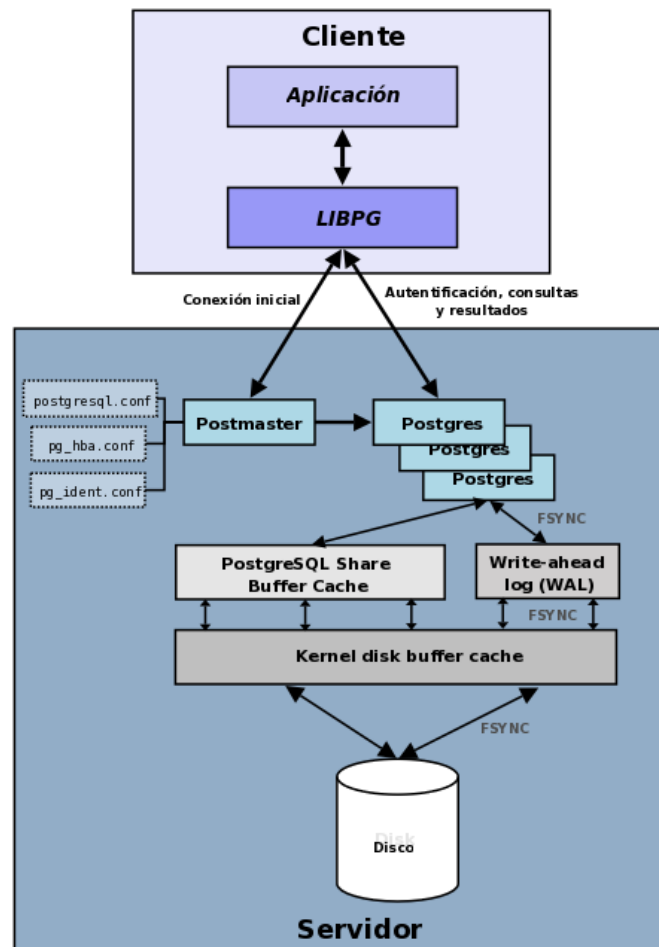 Cliente
Aplicación
LIBPG
Conexión inicial
Autentificación, consultas
y resultados
postgresql.conf
pg_hba.conf
pg_ident.conf
Postmaster
Postgres
Postgres
Postgres
FSYNC
PostgreSQL Share
Buffer Cache
Write-ahead
log (WAL)
FSYNC
Kernel disk buffer cache
FSYNC
Disk
Disco
Servidor